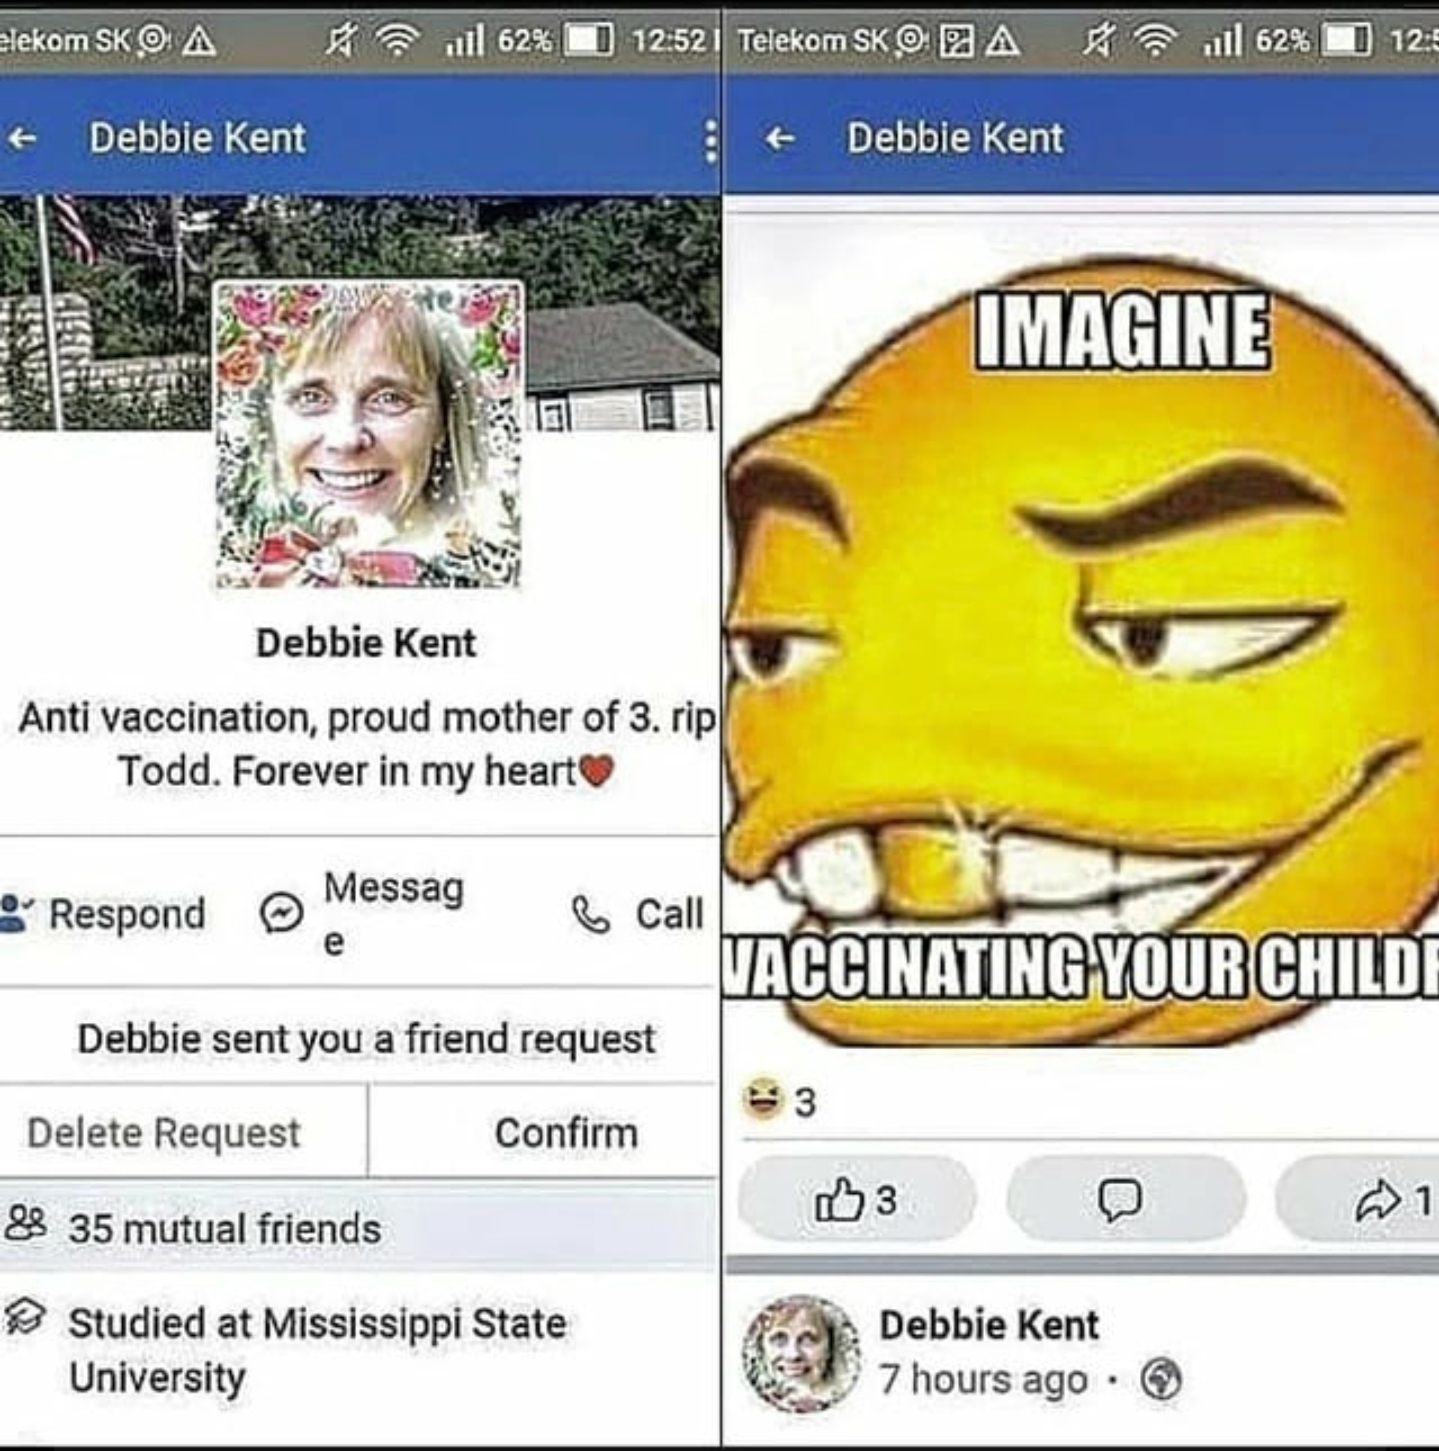 elekom SK 62% 12:52
Debbie Kent
Debbie Kent
Anti vaccination, proud mother of 3. rip
Todd. Forever in my heart❤
Respond
Messag
e
Call
Debbie sent you a friend request
Delete Request
Confirm
35 mutual friends
Studied at Mississippi State
University
Telekom SK 62% 12:5
Debbie Kent
IMAGINE
VACCINATING YOUR CHILDR
3
3
1
Debbie Kent
7 hours ago ·